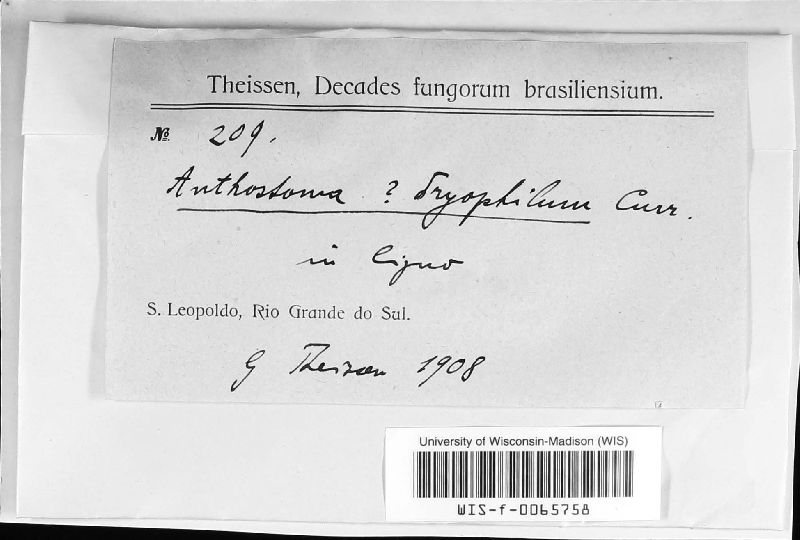 Theissen, Decades fungorum brasiliensium.
№ 209.
Anthostoma ? dryophilum Curr.
in ligno
S. Leopoldo, Rio Grande do Sul.
G Theissen 1908
University of Wisconsin-Madison (WIS)
WIS-f-0065758